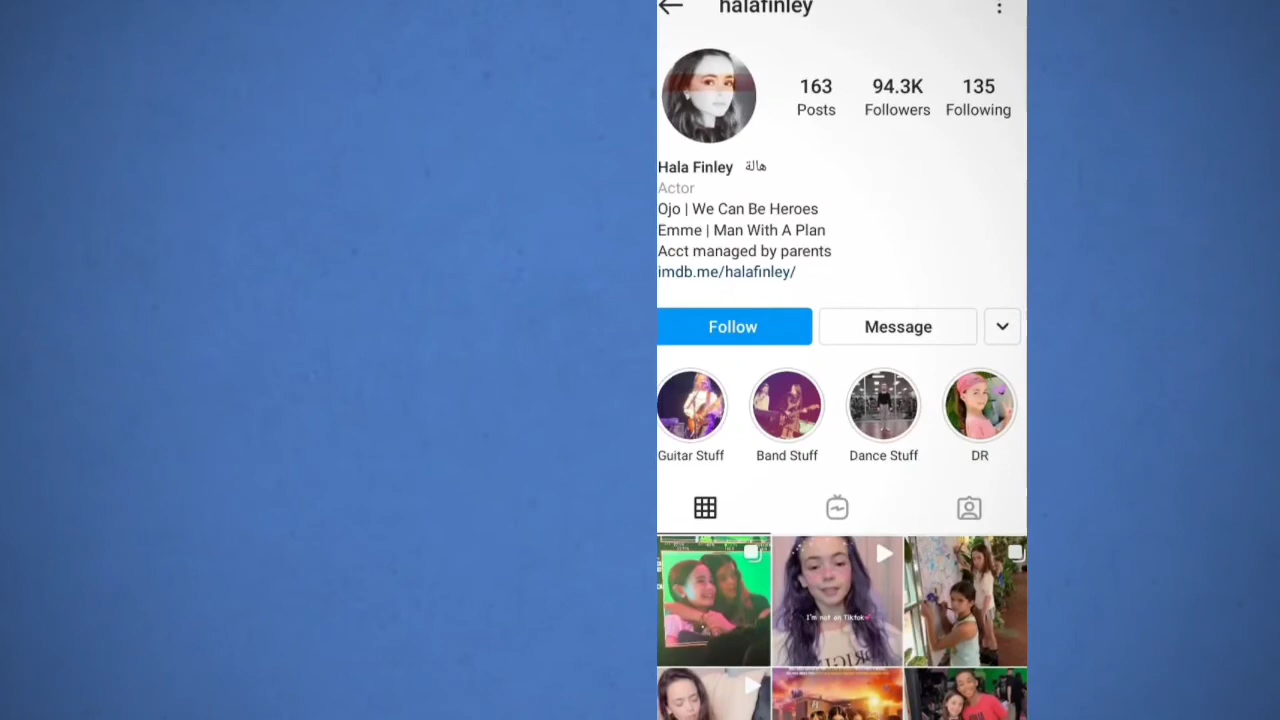 halafinley
163 94.3K 135
Posts Followers Following
Hala Finley هالة
Actor
Ojo | We Can Be Heroes
Emme | Man With A Plan
Acct managed by parents
imdb.me/halafinley/
Follow Message
Guitar Stuff Band Stuff Dance Stuff DR
I'm not on Tiktok